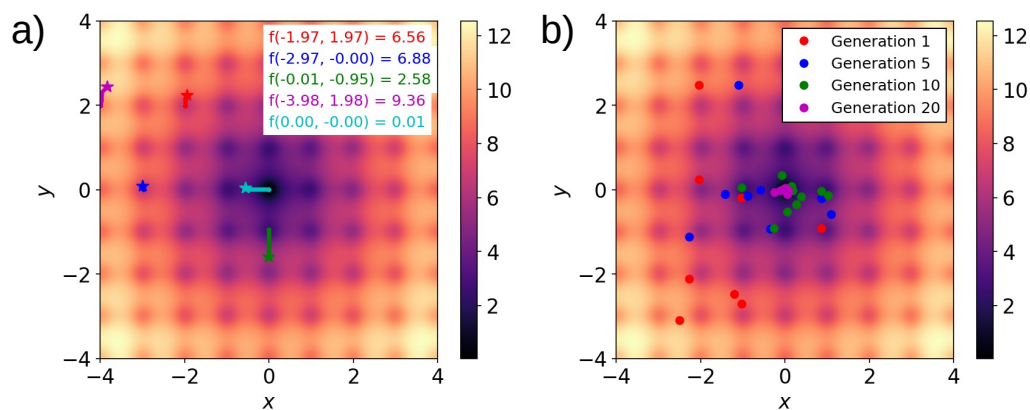 a)
f(-1.97, 1.97) = 6.56
f(-2.97, -0.00) = 6.88
f(-0.01, -0.95) = 2.58
f(-3.98, 1.98) = 9.36
f(0.00, -0.00) = 0.01
4
2
0
−2
−4
y
−4 −2 0 2 4
x
12
10
8
6
4
2
b)
Generation 1
Generation 5
Generation 10
Generation 20
4
2
0
−2
−4
y
−4 −2 0 2 4
x
12
10
8
6
4
2